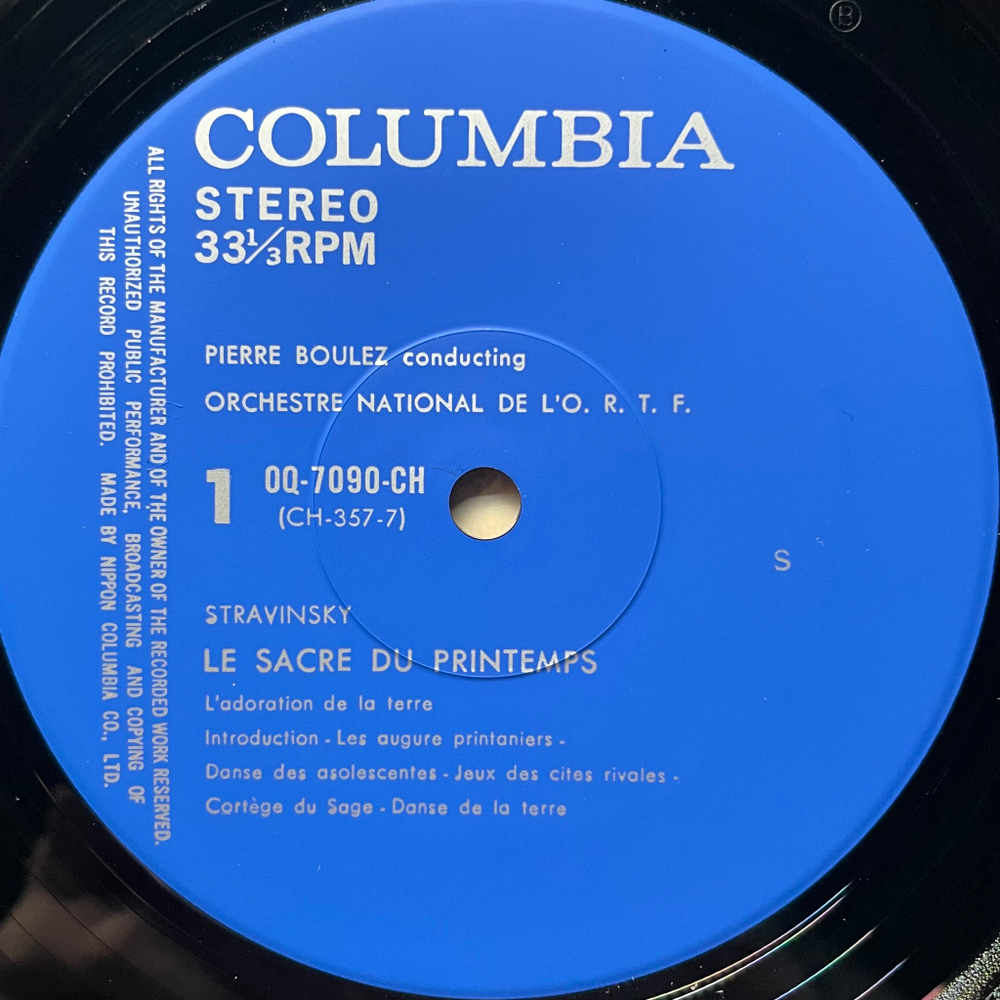 COLUMBIA
STEREO
33⅓RPM
PIERRE BOULEZ conducting
ORCHESTRE NATIONAL DE L'O. R. T. F.
1 OQ-7090-CH
(CH-357-7)
S
STRAVINSKY
LE SACRE DU PRINTEMPS
L'adoration de la terre
Introduction - Les augure printaniers -
Danse des asolescentes - Jeux des cites rivales -
Cortège du Sage - Danse de la terre
ALL RIGHTS OF THE MANUFACTURER AND OF THE OWNER OF THE RECORDED WORK RESERVED.
UNAUTHORIZED PUBLIC PERFORMANCE, BROADCASTING AND COPYING OF
THIS RECORD PROHIBITED. MADE BY NIPPON COLUMBIA CO., LTD.
B